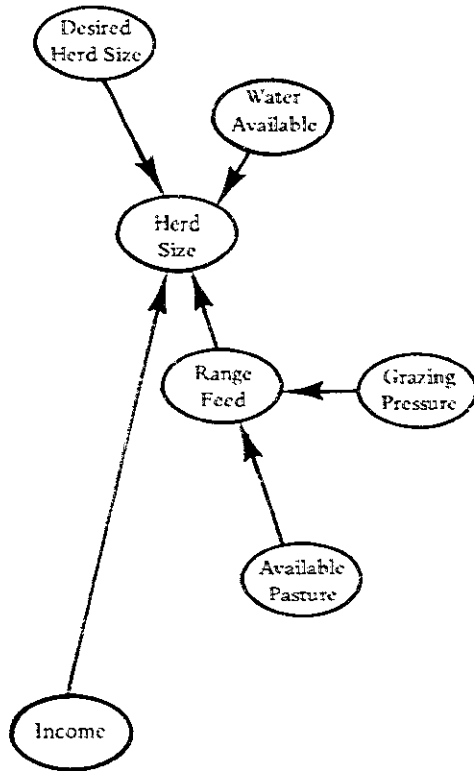 Desired
Herd Size
Water
Available
Herd
Size
Range
Feed
Grazing
Pressure
Available
Pasture
Income